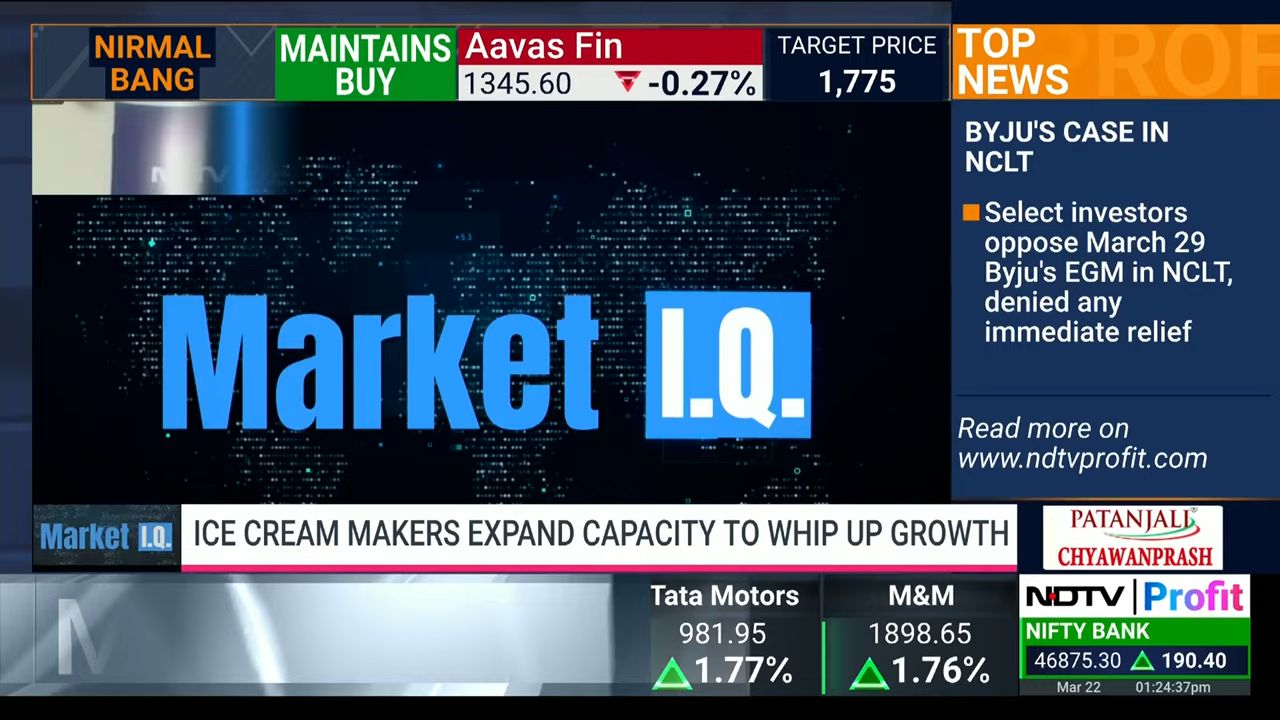 NIRMAL
BANG
MAINTAINS
BUY
Aavas Fin
1345.60 -0.27%
TARGET PRICE
1,775
TOP
NEWS
BYJU'S CASE IN
NCLT
Select investors
oppose March 29
Byju's EGM in NCLT,
denied any
immediate relief
Read more on
www.ndtvprofit.com
NDTV
Market I.Q.
Market I.Q.
ICE CREAM MAKERS EXPAND CAPACITY TO WHIP UP GROWTH
PATANJALI
CHYAWANPRASH
Tata Motors
981.95
1.77%
M&M
1898.65
1.76%
NDTV Profit
NIFTY BANK
46875.30 190.40
Mar 22 01:24:37pm